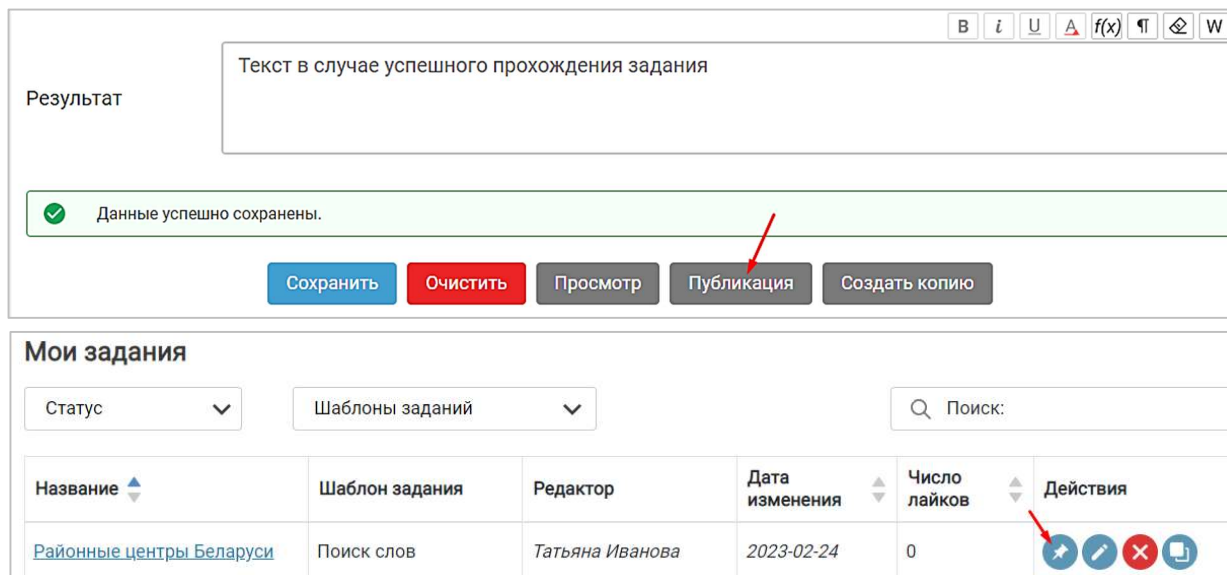 B i U A f(x) ¶ W
Текст в случае успешного прохождения задания
Результат
Данные успешно сохранены.
Сохранить Очистить Просмотр Публикация Создать копию
Мои задания
Статус Шаблоны заданий Поиск:
Название Шаблон задания Редактор Дата изменения Число лайков Действия
Районные центры Беларуси Поиск слов Татьяна Иванова 2023-02-24 0